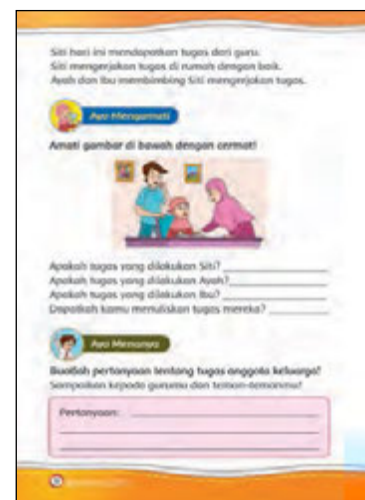 Siti hari ini mendapatkan tugas dari guru.
Siti mengerjakan tugas di rumah dengan baik.
Ayah dan Ibu membimbing Siti mengerjakan tugas.
Ayo Mengamati
Amati gambar di bawah dengan cermat!
Apakah tugas yang dilakukan Siti?
Apakah tugas yang dilakukan Ayah?
Apakah tugas yang dilakukan Ibu?
Dapatkah kamu menuliskan tugas mereka?
Ayo Menanya
Buatlah pertanyaan tentang tugas anggota keluarga!
Sampaikan kepada gurumu dan teman-temanmu!
Pertanyaan: